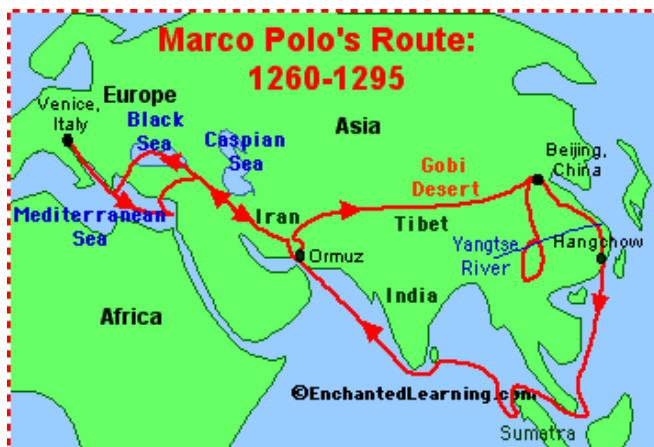 Marco Polo's Route:
1260-1295
Europe
Venice,
Italy
Black
Sea
Caspian
Sea
Asia
Gobi
Desert
Beijing,
China
Mediterranean
Sea
Iran
Tibet
Yangtse
River
Hangchow
Ormuz
India
Africa
©EnchantedLearning.com
Sumatra